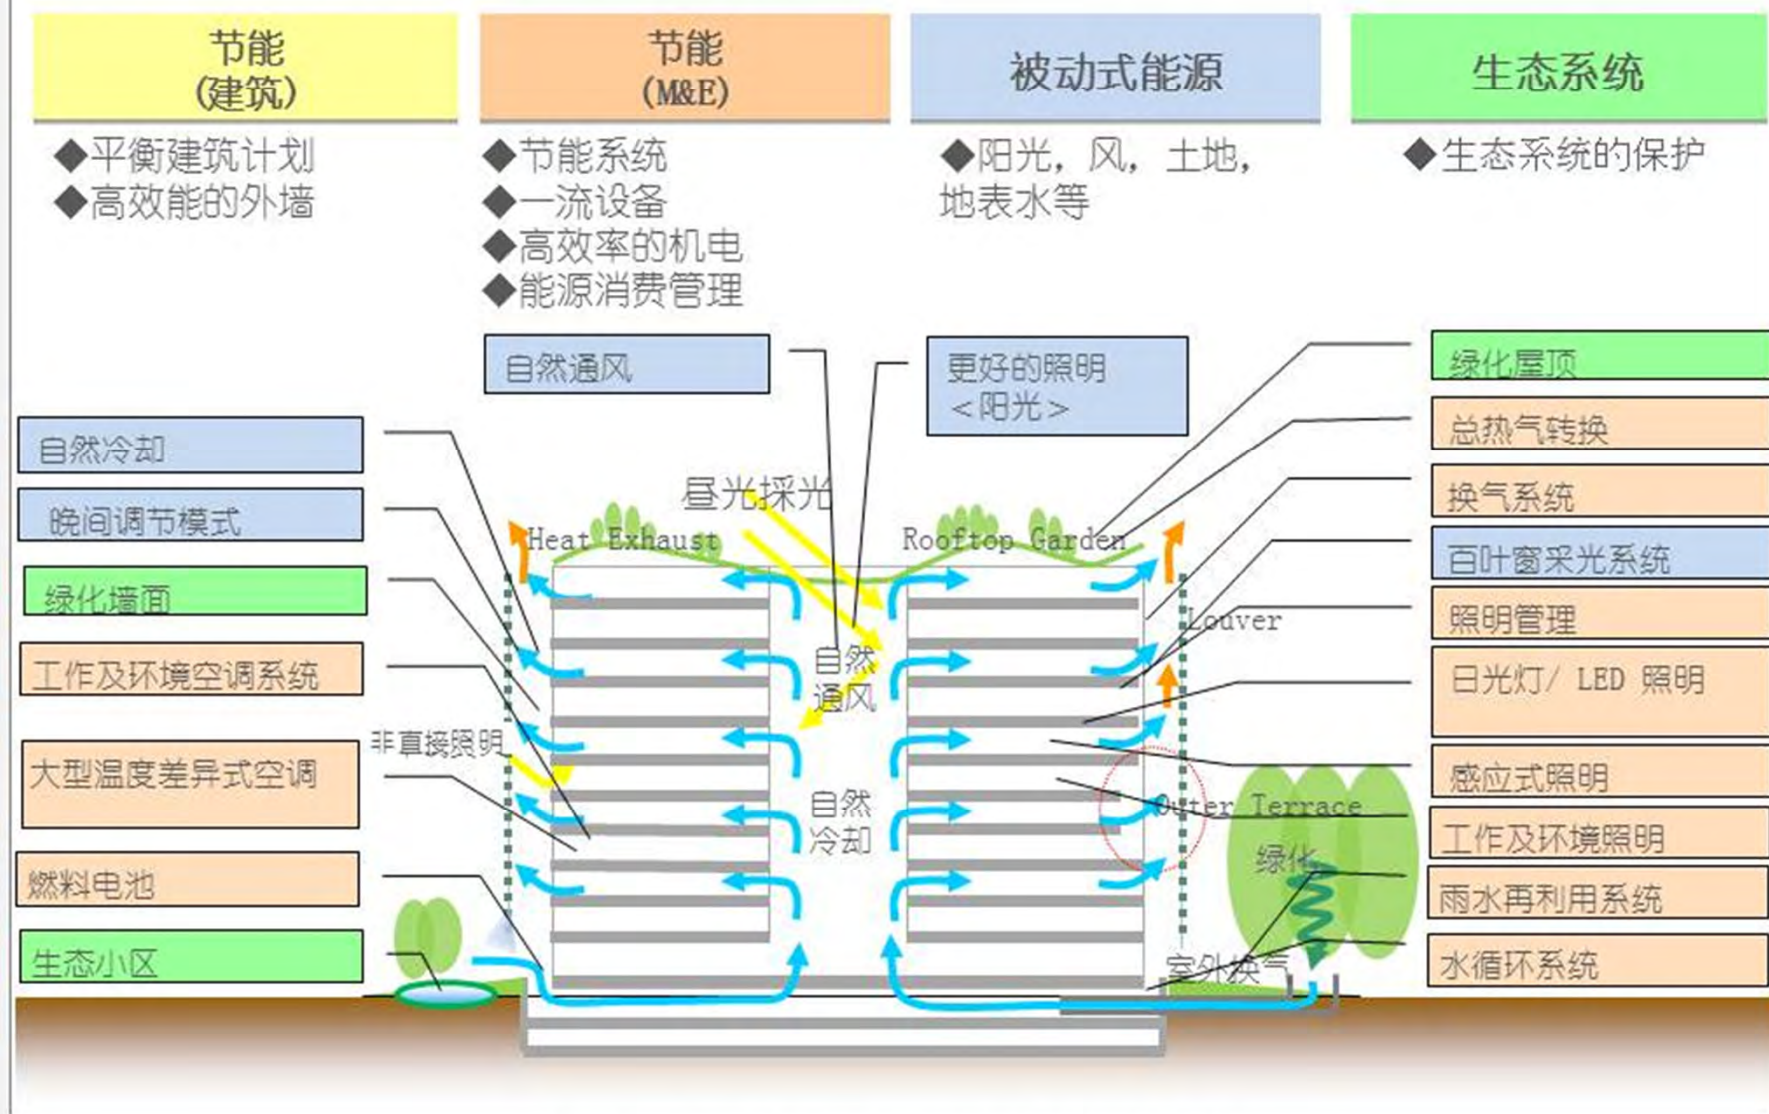 节能
(建筑)
◆平衡建筑计划
◆高效能的外墙
节能
(M&E)
◆节能系统
◆一流设备
◆高效率的机电
◆能源消费管理
被动式能源
◆阳光，风，土地，
地表水等
生态系统
◆生态系统的保护
自然通风
更好的照明
＜阳光＞
自然冷却
晚间调节模式
绿化墙面
工作及环境空调系统
大型温度差异式空调
燃料电池
生态小区
昼光採光
Heat Exhaust
Rooftop Garden
Louver
自然
通风
非直接照明
自然
冷却
Outer Terrace
绿化
室外换气
绿化屋顶
总热气转换
换气系统
百叶窗采光系统
照明管理
日光灯/ LED 照明
感应式照明
工作及环境照明
雨水再利用系统
水循环系统